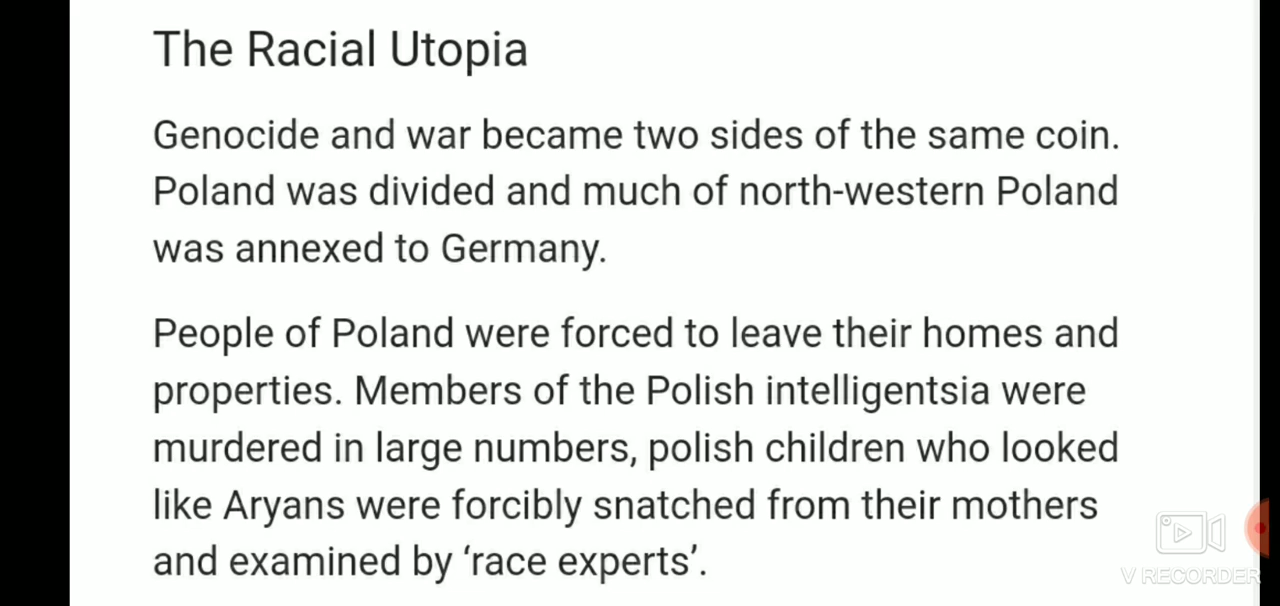 The Racial Utopia
Genocide and war became two sides of the same coin.
Poland was divided and much of north-western Poland
was annexed to Germany.
People of Poland were forced to leave their homes and
properties. Members of the Polish intelligentsia were
murdered in large numbers, polish children who looked
like Aryans were forcibly snatched from their mothers
and examined by ‘race experts’.
V RECORDER